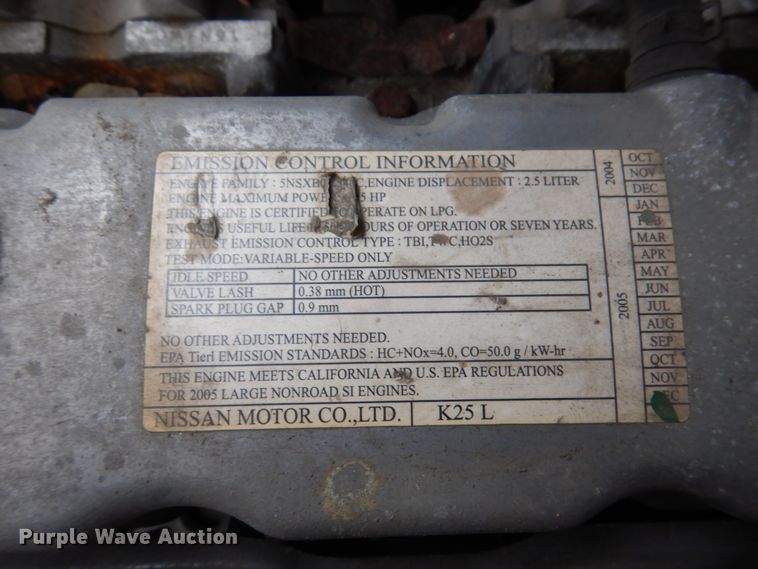 EMISSION CONTROL INFORMATION
ENGINE FAMILY : ENGINE DISPLACEMENT : 2.5 LITER
ENGINE MAXIMUM POWER HP
THIS ENGINE IS CERTIFIED TO OPERATE ON LPG.
ENGINE USEFUL LIFE HOURS OF OPERATION OR SEVEN YEARS.
EXHAUST EMISSION CONTROL TYPE : TBI, HO2S
TEST MODE:VARIABLE-SPEED ONLY
IDLE SPEED NO OTHER ADJUSTMENTS NEEDED
VALVE LASH 0.38 mm (HOT)
SPARK PLUG GAP 0.9 mm
NO OTHER ADJUSTMENTS NEEDED.
EPA Tier1 EMISSION STANDARDS : HC+NOx=4.0, CO=50.0 g / kW-hr
THIS ENGINE MEETS CALIFORNIA AND U.S. EPA REGULATIONS
FOR 2005 LARGE NONROAD SI ENGINES.
NISSAN MOTOR CO.,LTD. K25 L
2004
OCT
NOV
DEC
2005
JAN
FEB
MAR
APR
MAY
JUN
JUL
AUG
SEP
OCT
NOV
Purple Wave Auction